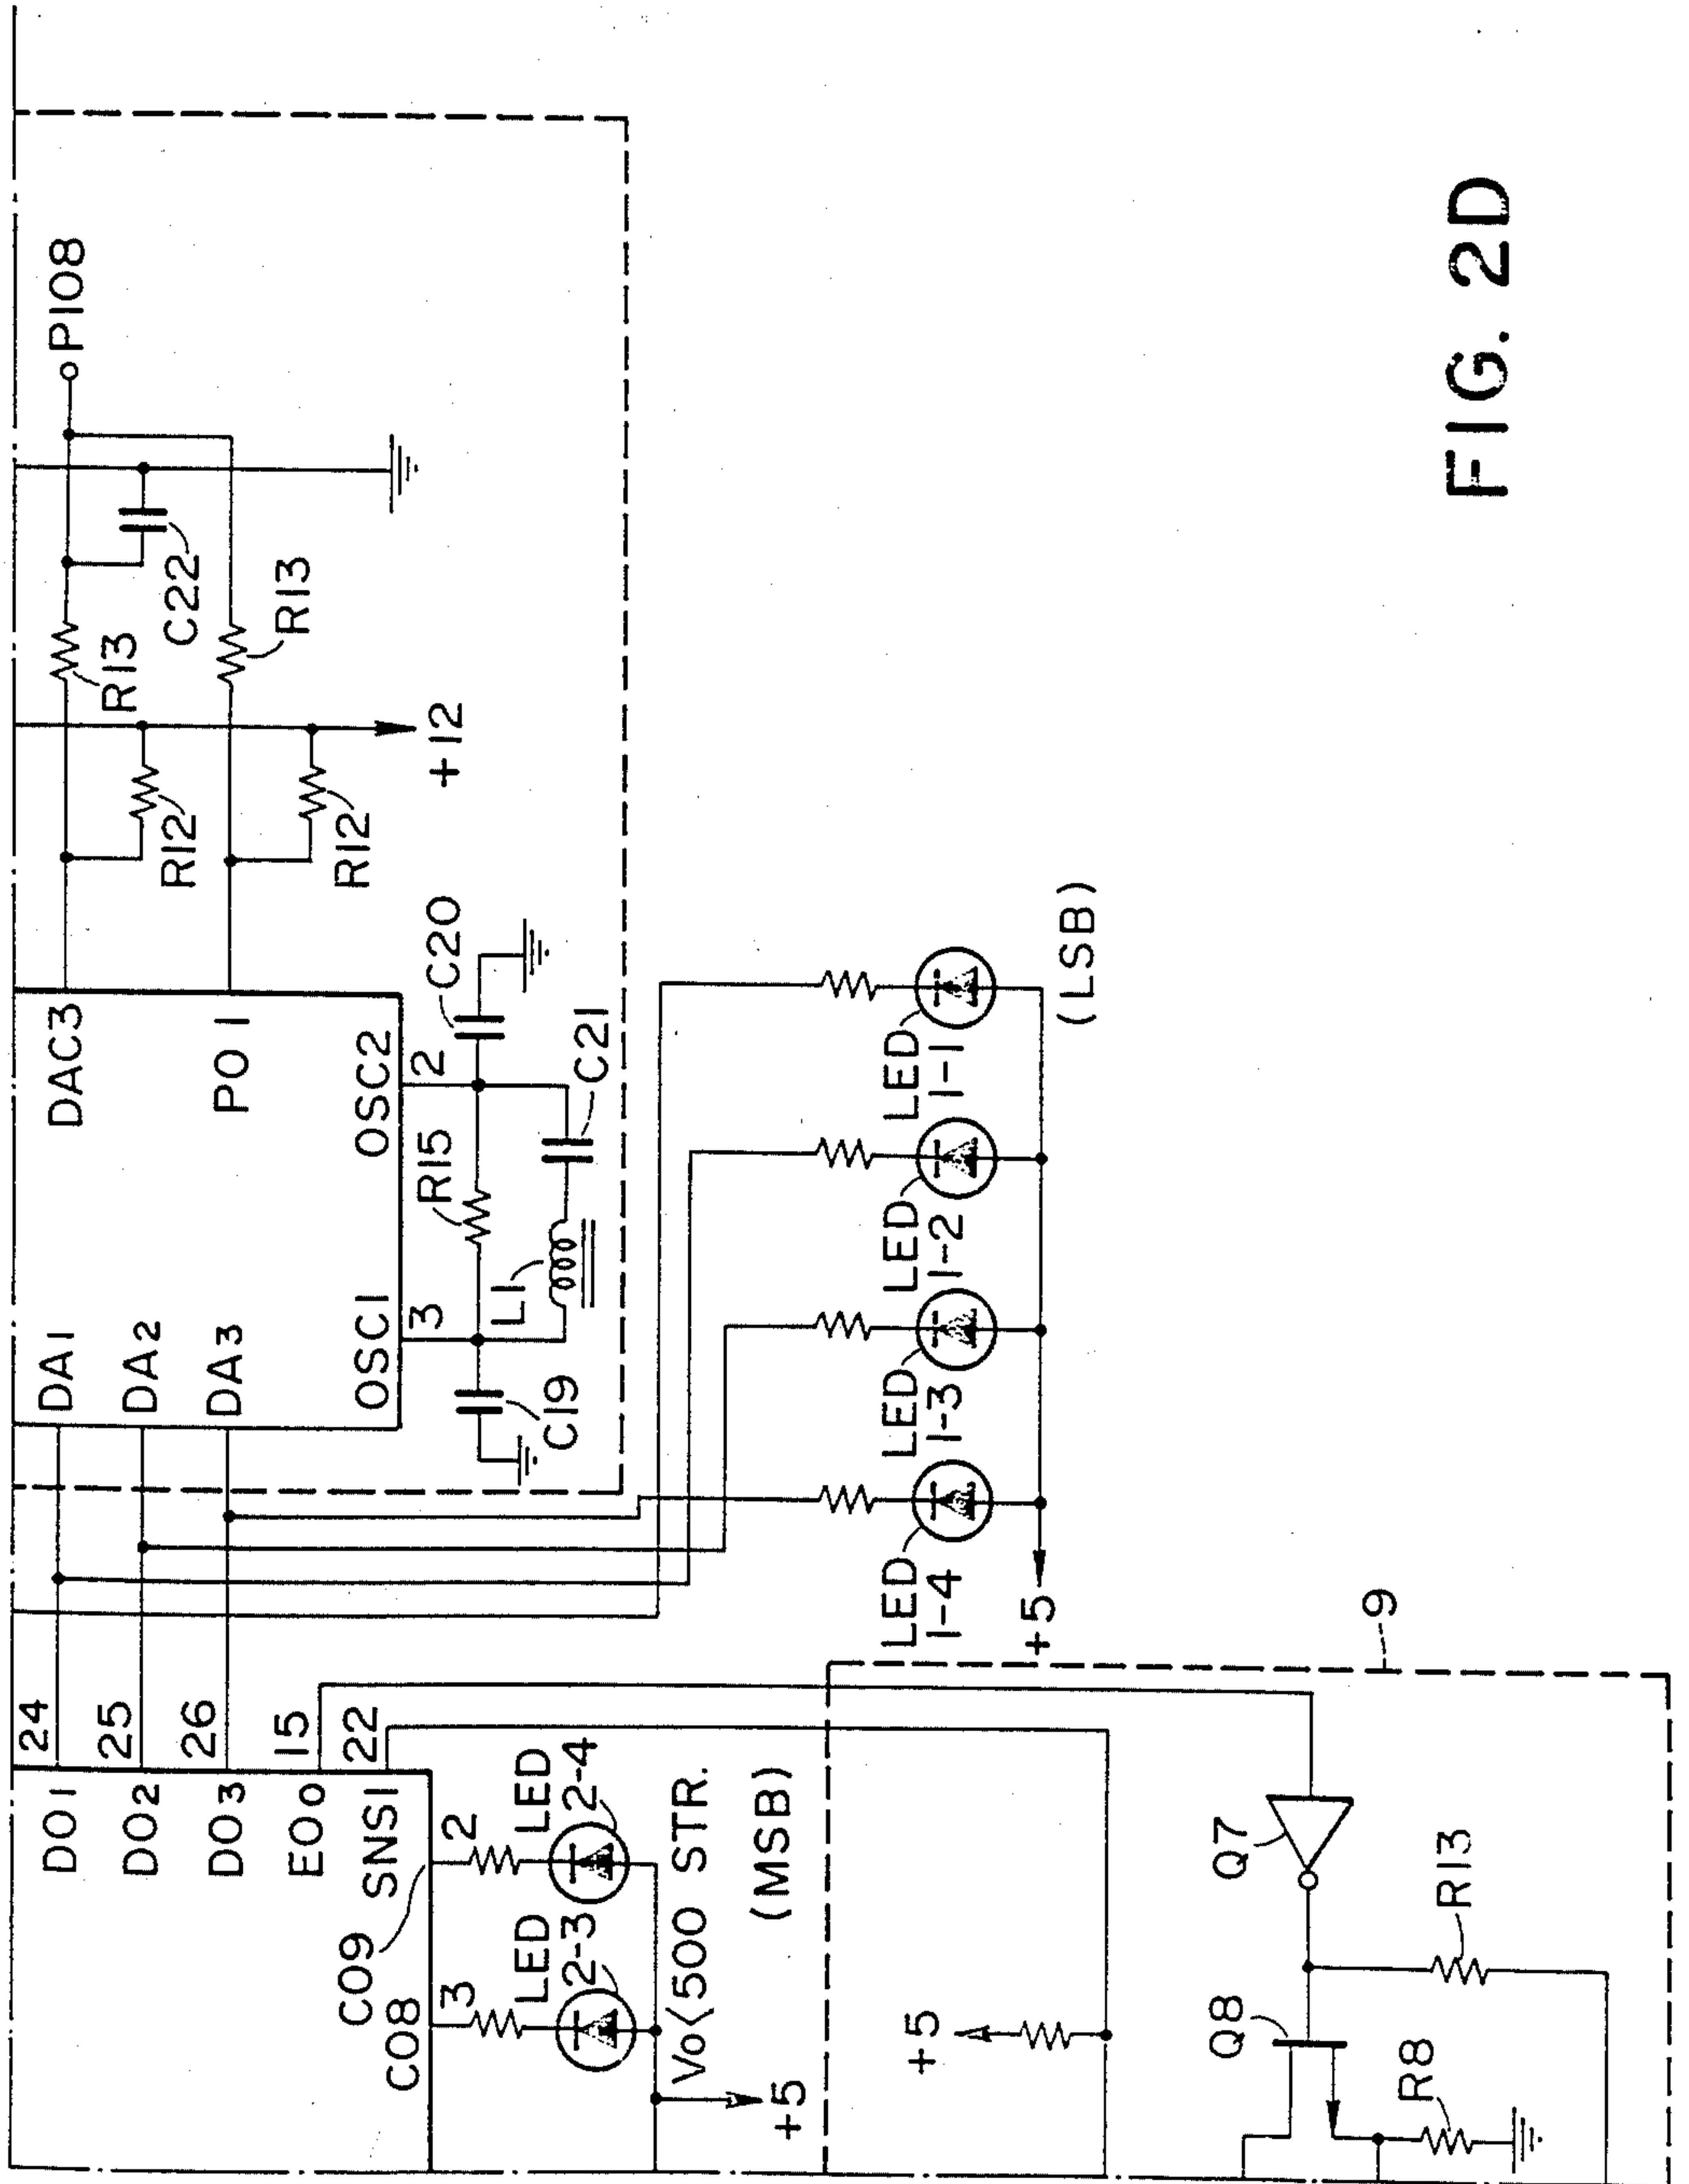 24
25
26
15
22
DO1
DO2
DO3
EO0
SNS1
CO9
CO8
2
3
LED
2-4
LED
2-3
Vo<500 STR.
(MSB)
+5
DA1
DA2
DA3
DAC3
PO 1
OSC1
OSC2
3
2
R15
L1
C19
C20
C21
R12
R12
+12
R13
R13
C22
P108
LED
1-4
LED
1-3
LED
1-2
LED
1-1
+5
(LSB)
9
+5
Q7
Q8
R13
R8
FIG. 2D